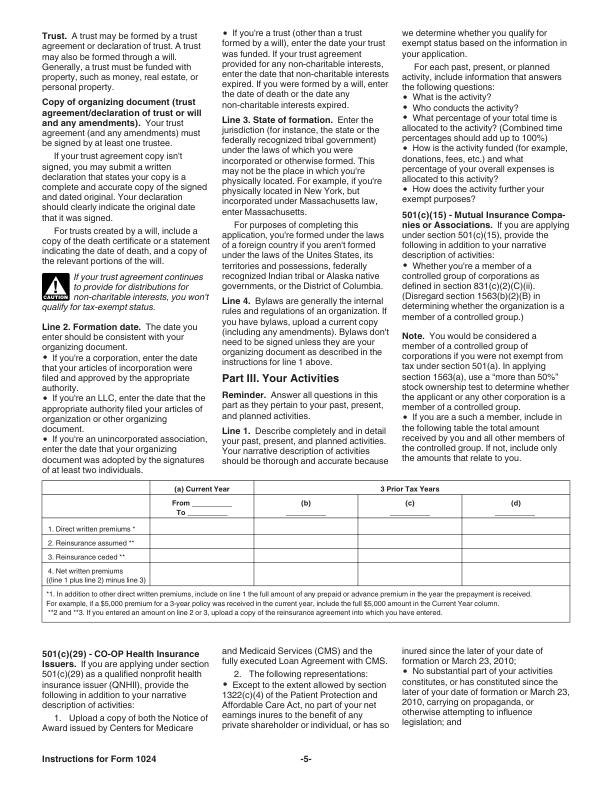 Trust. A trust may be formed by a trust
agreement or declaration of trust. A trust
may also be formed through a will.
Generally, a trust must be funded with
property, such as money, real estate, or
personal property.
Copy of organizing document (trust
agreement/declaration of trust or will
and any amendments). Your trust
agreement (and any amendments) must
be signed by at least one trustee.
If your trust agreement copy isn't
signed, you may submit a written
declaration that states your copy is a
complete and accurate copy of the signed
and dated original. Your declaration
should clearly indicate the original date
that it was signed.
For trusts created by a will, include a
copy of the death certificate or a statement
indicating the date of death, and a copy of
the relevant portions of the will.
CAUTION
If your trust agreement continues
to provide for distributions for
non-charitable interests, you won't
qualify for tax-exempt status.
Line 2. Formation date. The date you
enter should be consistent with your
organizing document.
• If you're a corporation, enter the date
that your articles of incorporation were
filed and approved by the appropriate
authority.
• If you're an LLC, enter the date that the
appropriate authority filed your articles of
organization or other organizing
document.
• If you're an unincorporated association,
enter the date that your organizing
document was adopted by the signatures
of at least two individuals.
• If you're a trust (other than a trust
formed by a will), enter the date your trust
was funded. If your trust agreement
provided for any non-charitable interests,
enter the date that non-charitable interests
expired. If you were formed by a will, enter
the date of death or the date any
non-charitable interests expired.
Line 3. State of formation. Enter the
jurisdiction (for instance, the state or the
federally recognized tribal government)
under the laws of which you were
incorporated or otherwise formed. This
may not be the place in which you're
physically located. For example, if you're
physically located in New York, but
incorporated under Massachusetts law,
enter Massachusetts.
For purposes of completing this
application, you're formed under the laws
of a foreign country if you aren't formed
under the laws of the Unites States, its
territories and possessions, federally
recognized Indian tribal or Alaska native
governments, or the District of Columbia.
Line 4. Bylaws are generally the internal
rules and regulations of an organization. If
you have bylaws, upload a current copy
(including any amendments). Bylaws don't
need to be signed unless they are your
organizing document as described in the
instructions for line 1 above.
Part III. Your Activities
Reminder. Answer all questions in this
part as they pertain to your past, present,
and planned activities.
Line 1. Describe completely and in detail
your past, present, and planned activities.
Your narrative description of activities
should be thorough and accurate because
we determine whether you qualify for
exempt status based on the information in
your application.
For each past, present, or planned
activity, include information that answers
the following questions:
• What is the activity?
• Who conducts the activity?
• What percentage of your total time is
allocated to the activity? (Combined time
percentages should add up to 100%)
• How is the activity funded (for example,
donations, fees, etc.) and what
percentage of your overall expenses is
allocated to this activity?
• How does the activity further your
exempt purposes?
501(c)(15) - Mutual Insurance Compa-
nies or Associations. If you are applying
under section 501(c)(15), provide the
following in addition to your narrative
description of activities:
• Whether you're a member of a
controlled group of corporations as
defined in section 831(c)(2)(C)(ii).
(Disregard section 1563(b)(2)(B) in
determining whether the organization is a
member of a controlled group.)
Note. You would be considered a
member of a controlled group of
corporations if you were not exempt from
tax under section 501(a). In applying
section 1563(a), use a "more than 50%"
stock ownership test to determine whether
the applicant or any other corporation is a
member of a controlled group.
• If you are a such a member, include in
the following table the total amount
received by you and all other members of
the controlled group. If not, include only
the amounts that relate to you.
(a) Current Year
3 Prior Tax Years
From
To
(b)
(c)
(d)
1. Direct written premiums *
2. Reinsurance assumed **
3. Reinsurance ceded **
4. Net written premiums
((line 1 plus line 2) minus line 3)
*1. In addition to other direct written premiums, include on line 1 the full amount of any prepaid or advance premium in the year the prepayment is received.
For example, if a $5,000 premium for a 3-year policy was received in the current year, include the full $5,000 amount in the Current Year column.
**2 and **3. If you entered an amount on line 2 or 3, upload a copy of the reinsurance agreement into which you have entered.
501(c)(29) - CO-OP Health Insurance
Issuers. If you are applying under section
501(c)(29) as a qualified nonprofit health
insurance issuer (QNHII), provide the
following in addition to your narrative
description of activities:
1. Upload a copy of both the Notice of
Award issued by Centers for Medicare
and Medicaid Services (CMS) and the
fully executed Loan Agreement with CMS.
2. The following representations:
• Except to the extent allowed by section
1322(c)(4) of the Patient Protection and
Affordable Care Act, no part of your net
earnings inures to the benefit of any
private shareholder or individual, or has so
inured since the later of your date of
formation or March 23, 2010;
• No substantial part of your activities
constitutes, or has constituted since the
later of your date of formation or March 23,
2010, carrying on propaganda, or
otherwise attempting to influence
legislation; and
Instructions for Form 1024
-5-